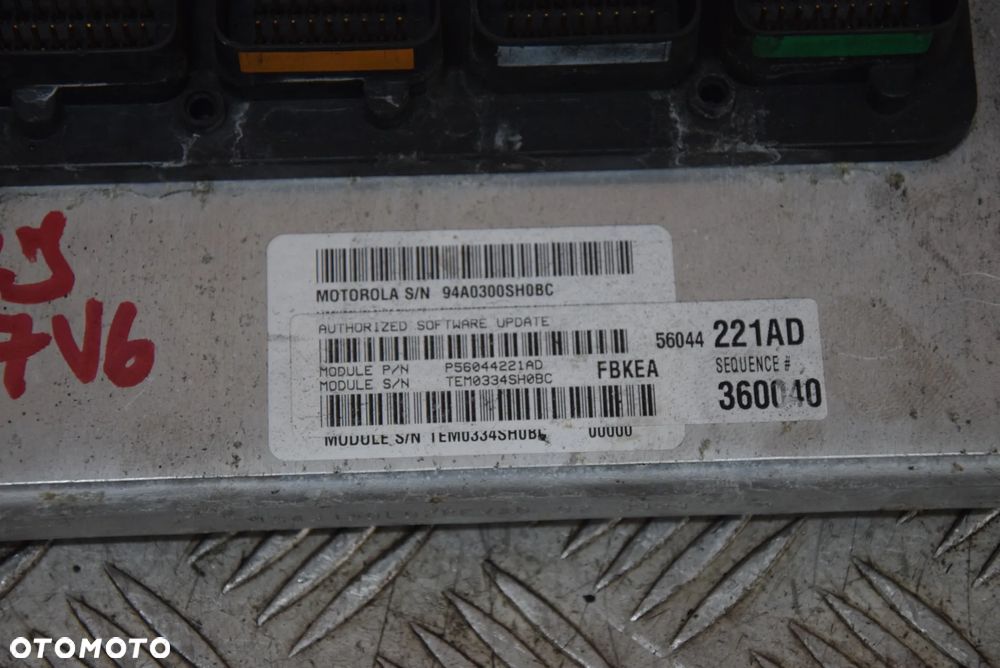 MOTOROLA S/N 94A0300SH0BC
AUTHORIZED SOFTWARE UPDATE
56044 221AD
MODULE P/N P56044221AD
FBKEA
SEQUENCE #
MODULE S/N TEM0334SH0BC
360040
MODULE S/N TEM0334SH0BC 00000
7V6
OTOMOTO